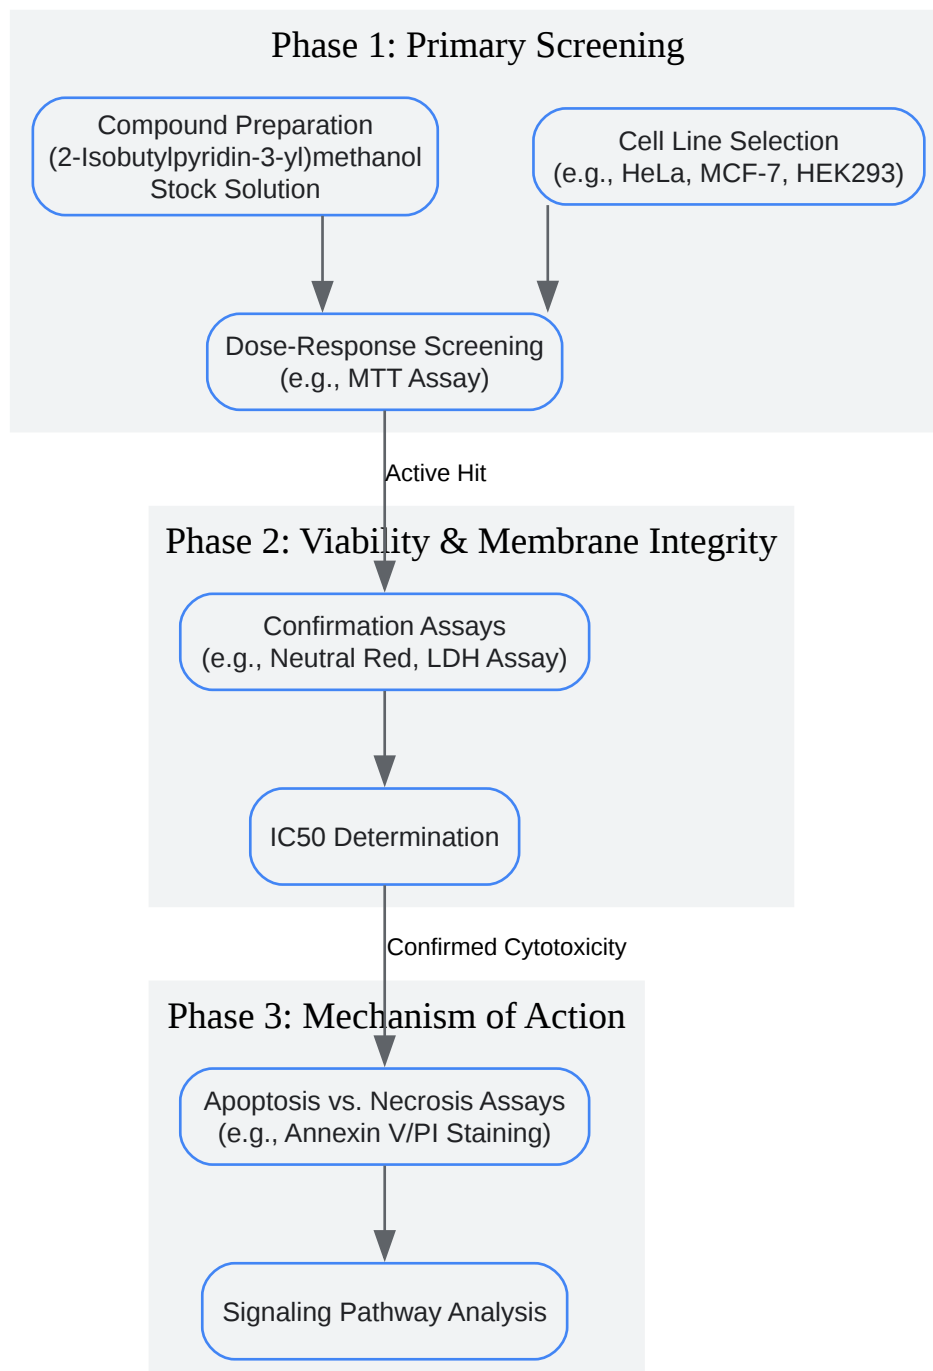 Phase 1: Primary Screening
Compound Preparation
(2-Isobutylpyridin-3-yl)methanol
Stock Solution
Cell Line Selection
(e.g., HeLa, MCF-7, HEK293)
Dose-Response Screening
(e.g., MTT Assay)
Active Hit
Phase 2: Viability & Membrane Integrity
Confirmation Assays
(e.g., Neutral Red, LDH Assay)
IC50 Determination
Confirmed Cytotoxicity
Phase 3: Mechanism of Action
Apoptosis vs. Necrosis Assays
(e.g., Annexin V/PI Staining)
Signaling Pathway Analysis